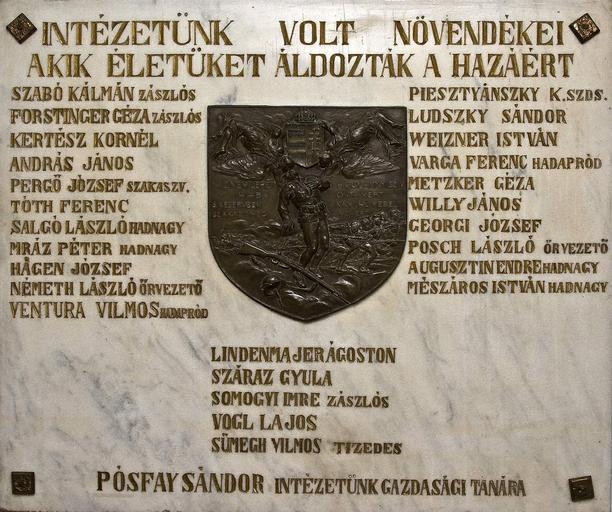 INTÉZETÜNK VOLT NÖVENDÉKEI
AKIK ÉLETÜKET ÁLDOZTÁK A HAZÁÉRT
SZABÓ KÁLMÁN ZÁSZLÓS
FORSTINGER GÉZA ZÁSZLÓS
KERTÉSZ KORNÉL
ANDRÁS JÁNOS
PERGŐ JÓZSEF SZAKASZV.
TÓTH FERENC
SALGÓ LÁSZLÓ HADNAGY
MRÁZ PÉTER HADNAGY
HÁGEN JÓZSEF
NÉMETH LÁSZLÓ ŐRVEZETŐ
VENTURA VILMOS HADAPRÓD
PIESZTYÁNSZKY K. SZDS.
LUDSZKY SÁNDOR
WEIZNER ISTVÁN
VARGA FERENC HADAPRÓD
METZKER GÉZA
WILLY JÁNOS
GEORGI JÓZSEF
POSCH LÁSZLÓ ŐRVEZETŐ
AUGUSZTIN ENDRE HADNAGY
MÉSZÁROS ISTVÁN HADNAGY
LINDENMAJER ÁGOSTON
SZÁRAZ GYULA
SOMOGYI IMRE ZÁSZLÓS
VOGL LAJOS
SÜMEGH VILMOS TIZEDES
PÓSFAY SÁNDOR INTÉZETÜNK GAZDASÁGI TANÁRA